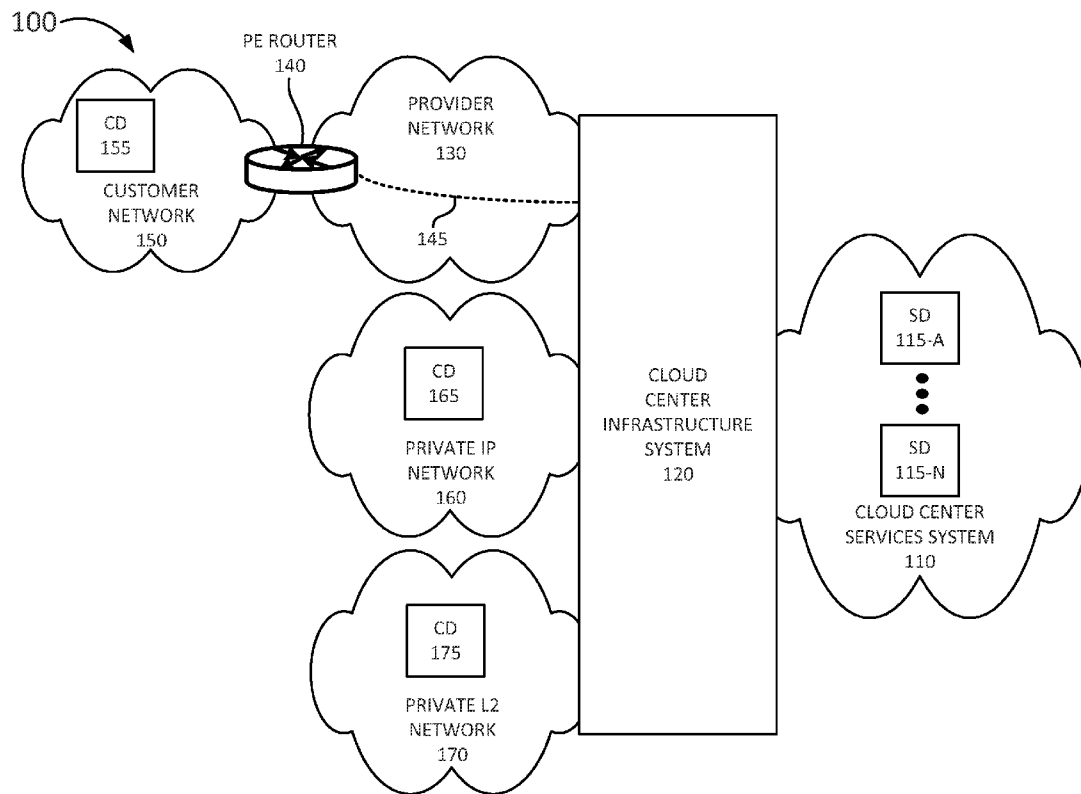 100
PE ROUTER
140
CD
155
CUSTOMER
NETWORK
150
PROVIDER
NETWORK
130
145
CD
165
PRIVATE IP
NETWORK
160
CD
175
PRIVATE L2
NETWORK
170
CLOUD
CENTER
INFRASTRUCTURE
SYSTEM
120
SD
115-A
SD
115-N
CLOUD CENTER
SERVICES SYSTEM
110